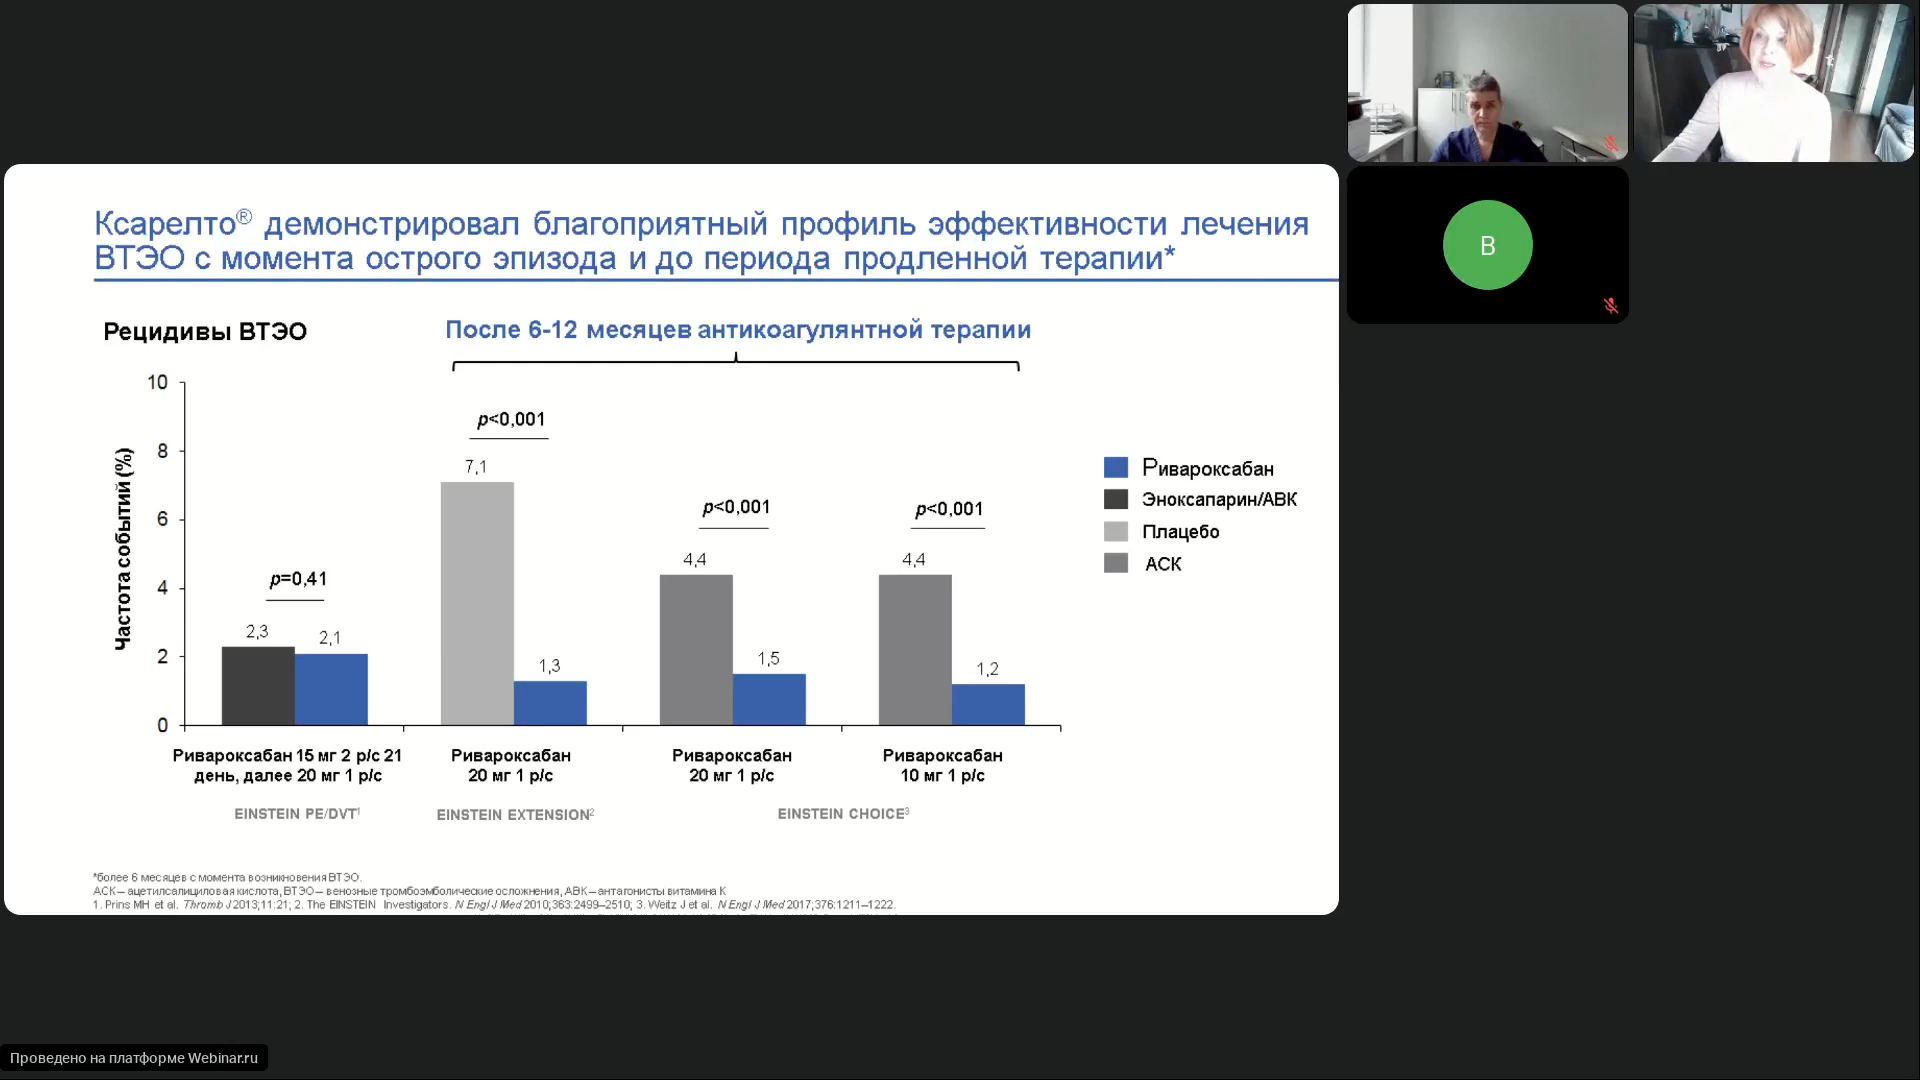 Ксарелто® демонстрировал благоприятный профиль эффективности лечения
ВТЭО с момента острого эпизода и до периода продленной терапии*
Рецидивы ВТЭО
После 6-12 месяцев антикоагулянтной терапии
Частота событий (%)
10
8
6
4
2
0
p=0,41
2,3
2,1
p<0,001
7,1
1,3
p<0,001
4,4
1,5
p<0,001
4,4
1,2
Ривароксабан
Эноксапарин/АВК
Плацебо
АСК
Ривароксабан 15 мг 2 р/с 21
день, далее 20 мг 1 р/с
Ривароксабан
20 мг 1 р/с
Ривароксабан
20 мг 1 р/с
Ривароксабан
10 мг 1 р/с
EINSTEIN PE/DVT¹
EINSTEIN EXTENSION²
EINSTEIN CHOICE³
*более 6 месяцев с момента возникновения ВТЭО.
АСК – ацетилсалициловая кислота, ВТЭО – венозные тромбоэмболические осложнения, АВК – антагонисты витамина К
1. Prins MH et al. Thromb J 2013;11:21; 2. The EINSTEIN Investigators. N Engl J Med 2010;363:2499–2510; 3. Weitz J et al. N Engl J Med 2017;376:1211–1222.
В
Проведено на платформе Webinar.ru